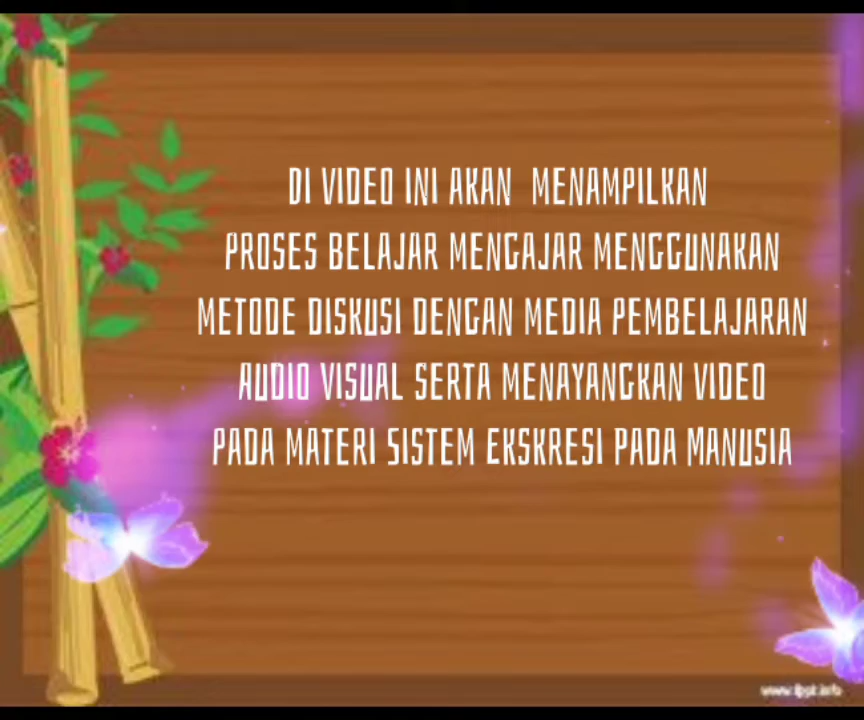 DI VIDEO INI AKAN MENAMPILKAN
PROSES BELAJAR MENGAJAR MENGGUNAKAN
METODE DISKUSI DENGAN MEDIA PEMBELAJARAN
AUDIO VISUAL SERTA MENAYANGKAN VIDEO
PADA MATERI SISTEM EKSKRESI PADA MANUSIA